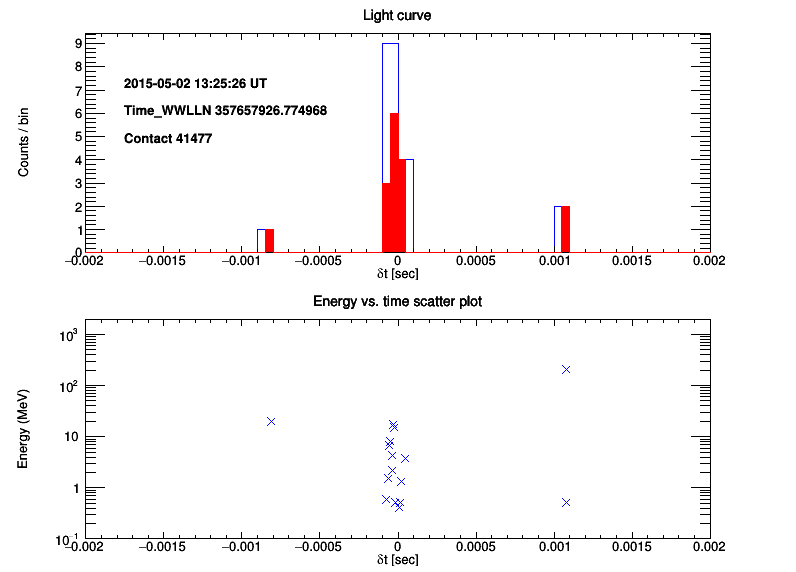 Light curve
Counts / bin
9
8
7
6
5
4
3
2
1
0
2015-05-02 13:25:26 UT
Time_WWLLN 357657926.774968
Contact 41477
−0.002 −0.0015 −0.001 −0.0005 0 0.0005 0.001 0.0015 0.002
δt [sec]
Energy vs. time scatter plot
Energy (MeV)
10³
10²
10
1
10⁻¹
−0.002 −0.0015 −0.001 −0.0005 0 0.0005 0.001 0.0015 0.002
δt [sec]